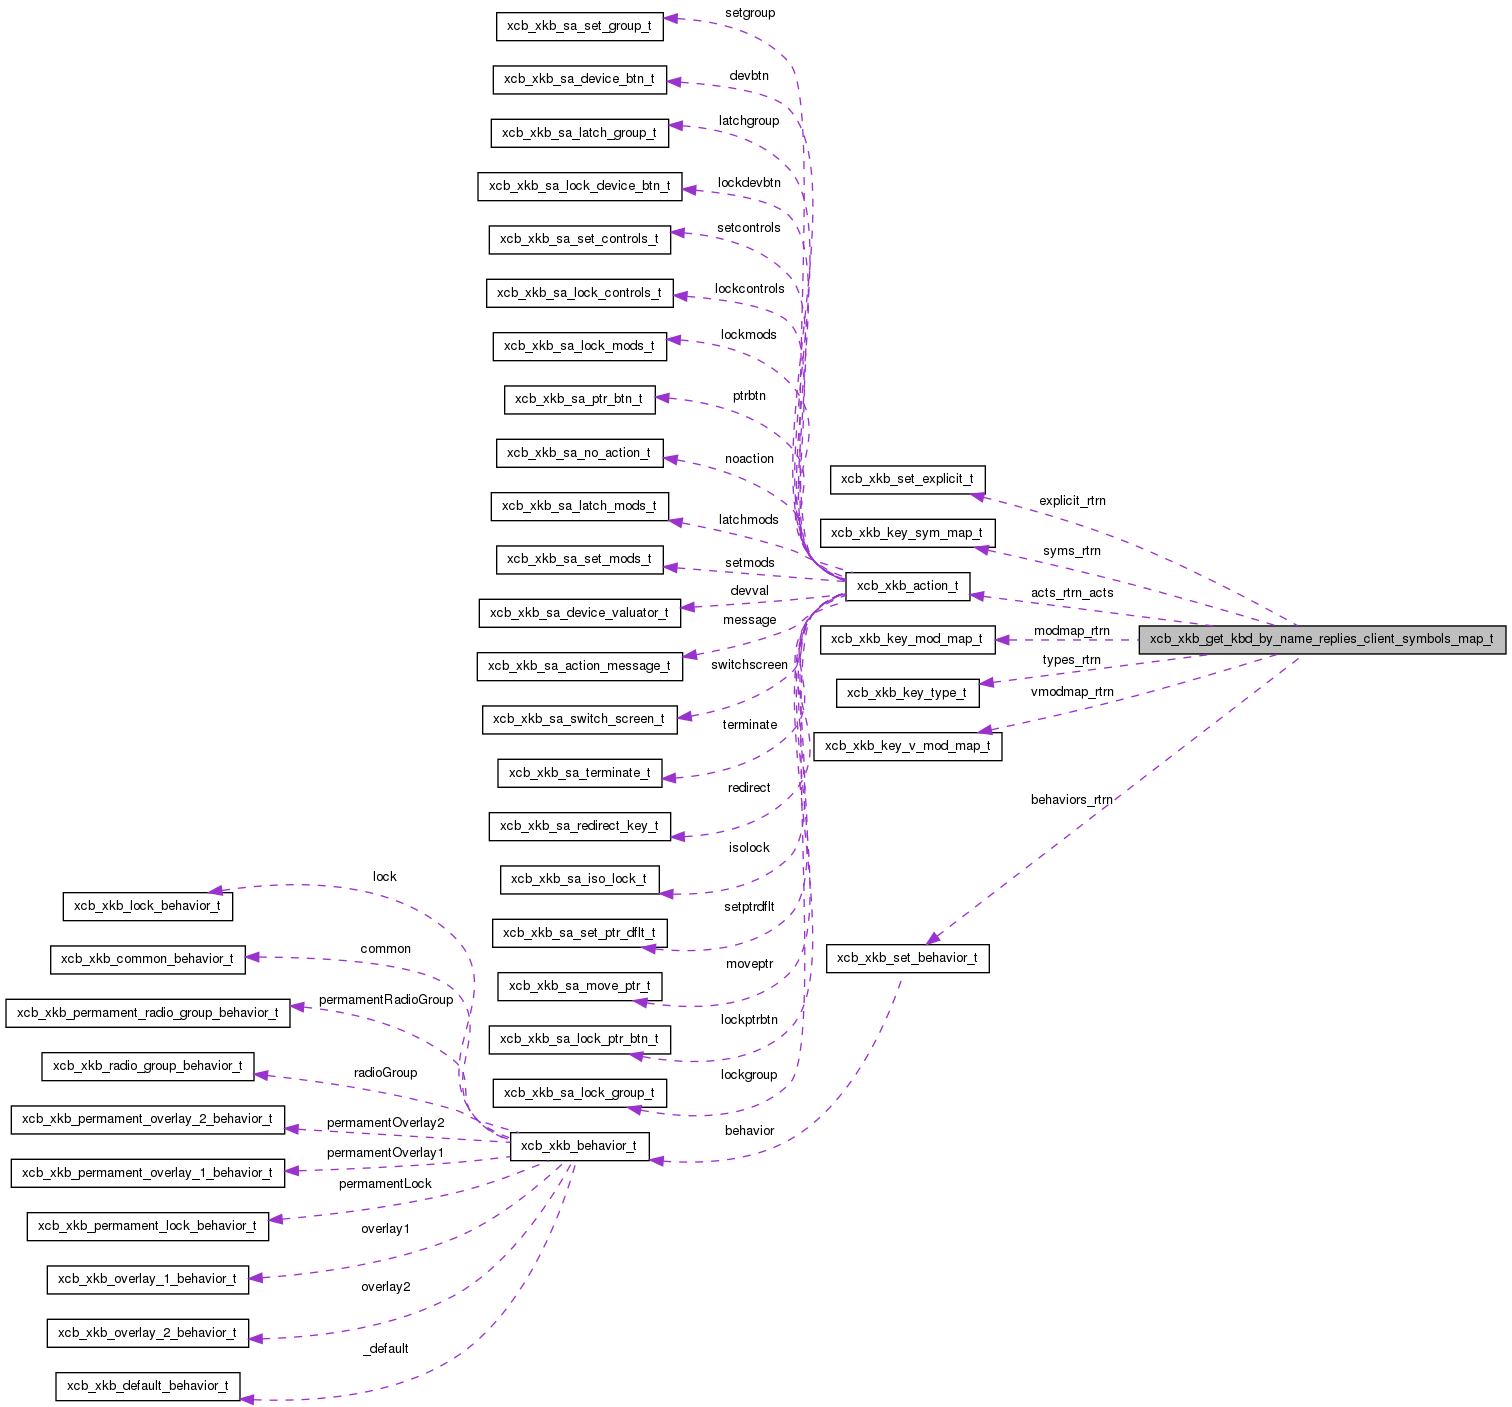 setgroup
xcb_xkb_sa_set_group_t
devbtn
xcb_xkb_sa_device_btn_t
latchgroup
xcb_xkb_sa_latch_group_t
lockdevbtn
xcb_xkb_sa_lock_device_btn_t
setcontrols
xcb_xkb_sa_set_controls_t
lockcontrols
xcb_xkb_sa_lock_controls_t
lockmods
xcb_xkb_sa_lock_mods_t
ptrbtn
xcb_xkb_sa_ptr_btn_t
noaction
xcb_xkb_sa_no_action_t
xcb_xkb_set_explicit_t
explicit_rtrn
latchmods
xcb_xkb_sa_latch_mods_t
xcb_xkb_key_sym_map_t
syms_rtrn
setmods
xcb_xkb_sa_set_mods_t
xcb_xkb_action_t
acts_rtrn_acts
devval
xcb_xkb_sa_device_valuator_t
message
xcb_xkb_key_mod_map_t
modmap_rtrn
xcb_xkb_get_kbd_by_name_replies_client_symbols_map_t
xcb_xkb_sa_action_message_t
switchscreen
types_rtrn
xcb_xkb_key_type_t
vmodmap_rtrn
xcb_xkb_sa_switch_screen_t
terminate
xcb_xkb_key_v_mod_map_t
xcb_xkb_sa_terminate_t
redirect
behaviors_rtrn
xcb_xkb_sa_redirect_key_t
isolock
lock
xcb_xkb_sa_iso_lock_t
xcb_xkb_lock_behavior_t
setptrdflt
xcb_xkb_sa_set_ptr_dflt_t
common
xcb_xkb_common_behavior_t
xcb_xkb_set_behavior_t
moveptr
xcb_xkb_sa_move_ptr_t
permamentRadioGroup
xcb_xkb_permament_radio_group_behavior_t
lockptrbtn
xcb_xkb_sa_lock_ptr_btn_t
xcb_xkb_radio_group_behavior_t
radioGroup
lockgroup
xcb_xkb_sa_lock_group_t
xcb_xkb_permament_overlay_2_behavior_t
permamentOverlay2
behavior
xcb_xkb_behavior_t
permamentOverlay1
xcb_xkb_permament_overlay_1_behavior_t
permamentLock
xcb_xkb_permament_lock_behavior_t
overlay1
xcb_xkb_overlay_1_behavior_t
overlay2
xcb_xkb_overlay_2_behavior_t
_default
xcb_xkb_default_behavior_t